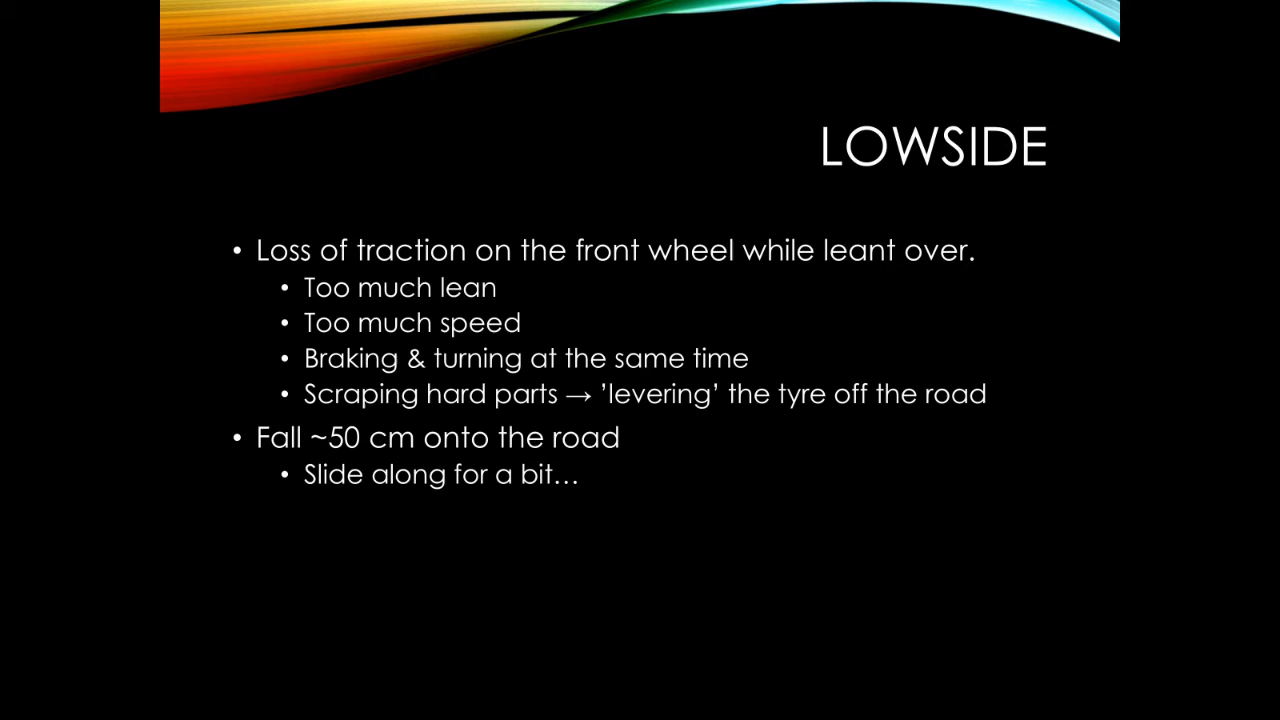 LOWSIDE
• Loss of traction on the front wheel while leant over.
• Too much lean
• Too much speed
• Braking & turning at the same time
• Scraping hard parts → ’levering’ the tyre off the road
• Fall ~50 cm onto the road
• Slide along for a bit…